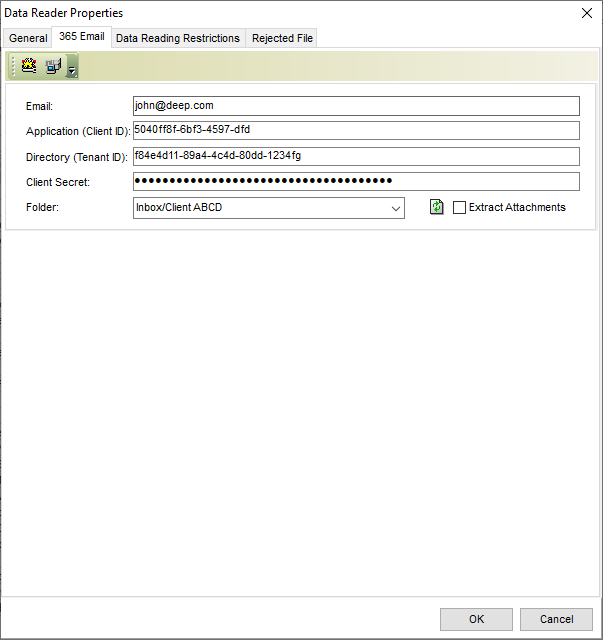 Data Reader Properties
General 365 Email Data Reading Restrictions Rejected File
Email: john@deep.com
Application (Client ID): 5040ff8f-6bf3-4597-dfd
Directory (Tenant ID): f84e4d11-89a4-4c4d-80dd-1234fg
Client Secret: ●●●●●●●●●●●●●●●●●●●●●●●●●●●●●●●●●●●●●
Folder: Inbox/Client ABCD Extract Attachments
OK Cancel